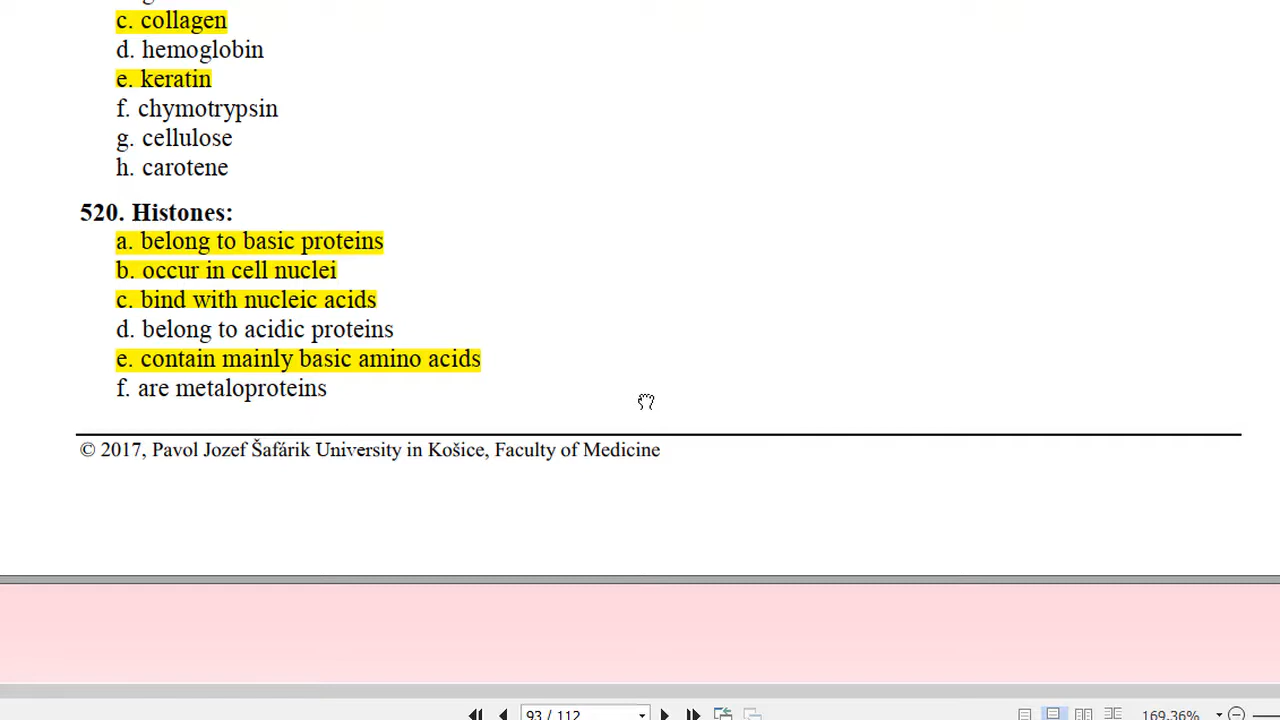 c. collagen
d. hemoglobin
e. keratin
f. chymotrypsin
g. cellulose
h. carotene
520. Histones:
a. belong to basic proteins
b. occur in cell nuclei
c. bind with nucleic acids
d. belong to acidic proteins
e. contain mainly basic amino acids
f. are metaloproteins
© 2017, Pavol Jozef Šafárik University in Košice, Faculty of Medicine
93 / 112
169.36%